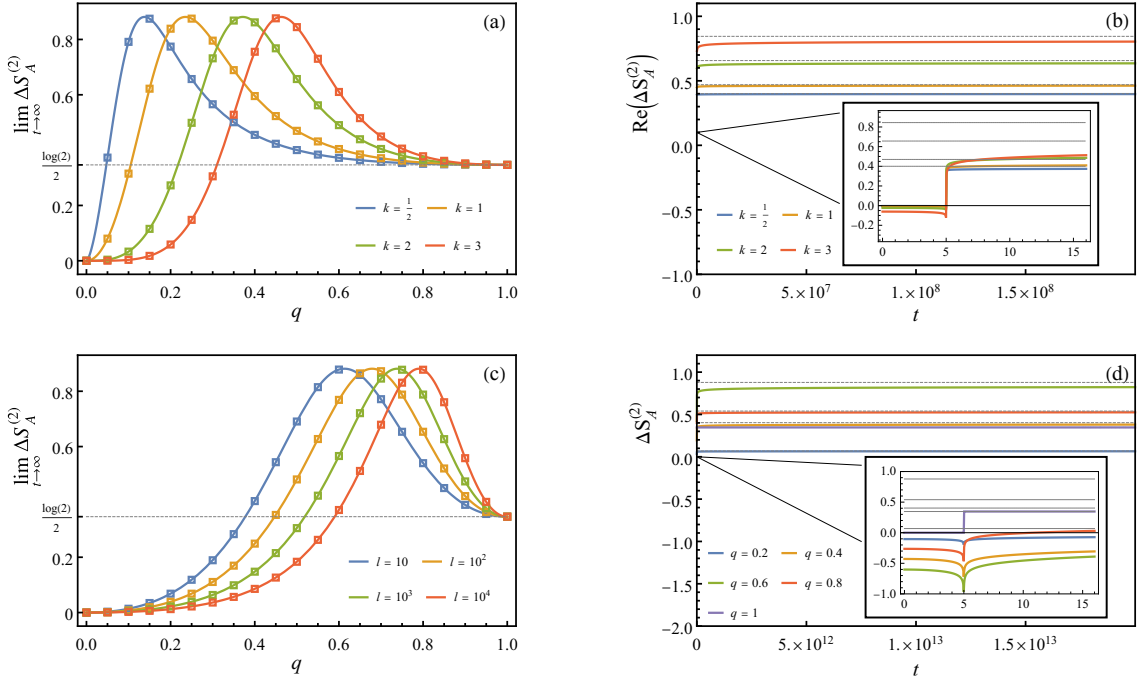 (a)
lim ΔS_A^(2)
t→∞
0.8
0.6
log(2)
2
0.2
0
k = 1/2
k = 1
k = 2
k = 3
0.0 0.2 0.4 0.6 0.8 1.0
q
(b)
Re(ΔS_A^(2))
1.0
0.5
0.0
−0.5
−1.0
k = 1/2
k = 1
k = 2
k = 3
0.8
0.6
0.4
0.2
0.0
−0.2
0 5 10 15
0 5.×10^7 1.×10^8 1.5×10^8
t
(c)
lim ΔS_A^(2)
t→∞
0.8
0.6
log(2)
2
0.2
0
l = 10
l = 10^2
l = 10^3
l = 10^4
0.0 0.2 0.4 0.6 0.8 1.0
q
(d)
ΔS_A^(2)
1.0
0.5
0.0
−0.5
−1.0
−1.5
−2.0
q = 0.2
q = 0.4
q = 0.6
q = 0.8
q = 1
1.0
0.5
0.0
−0.5
−1.0
0 5 10 15
0 5.×10^12 1.×10^13 1.5×10^13
t